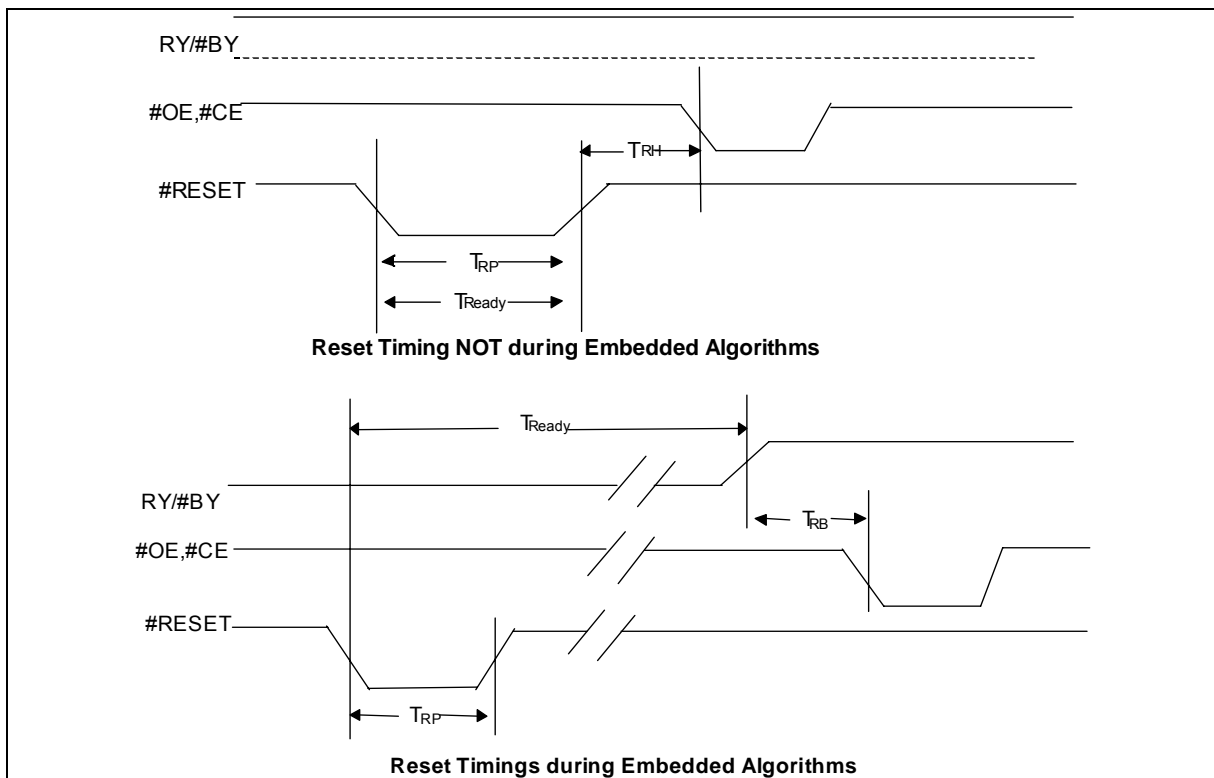 RY/#BY
#OE,#CE
TRH
#RESET
TRP
TReady
Reset Timing NOT during Embedded Algorithms
TReady
RY/#BY
TRB
#OE,#CE
#RESET
TRP
Reset Timings during Embedded Algorithms